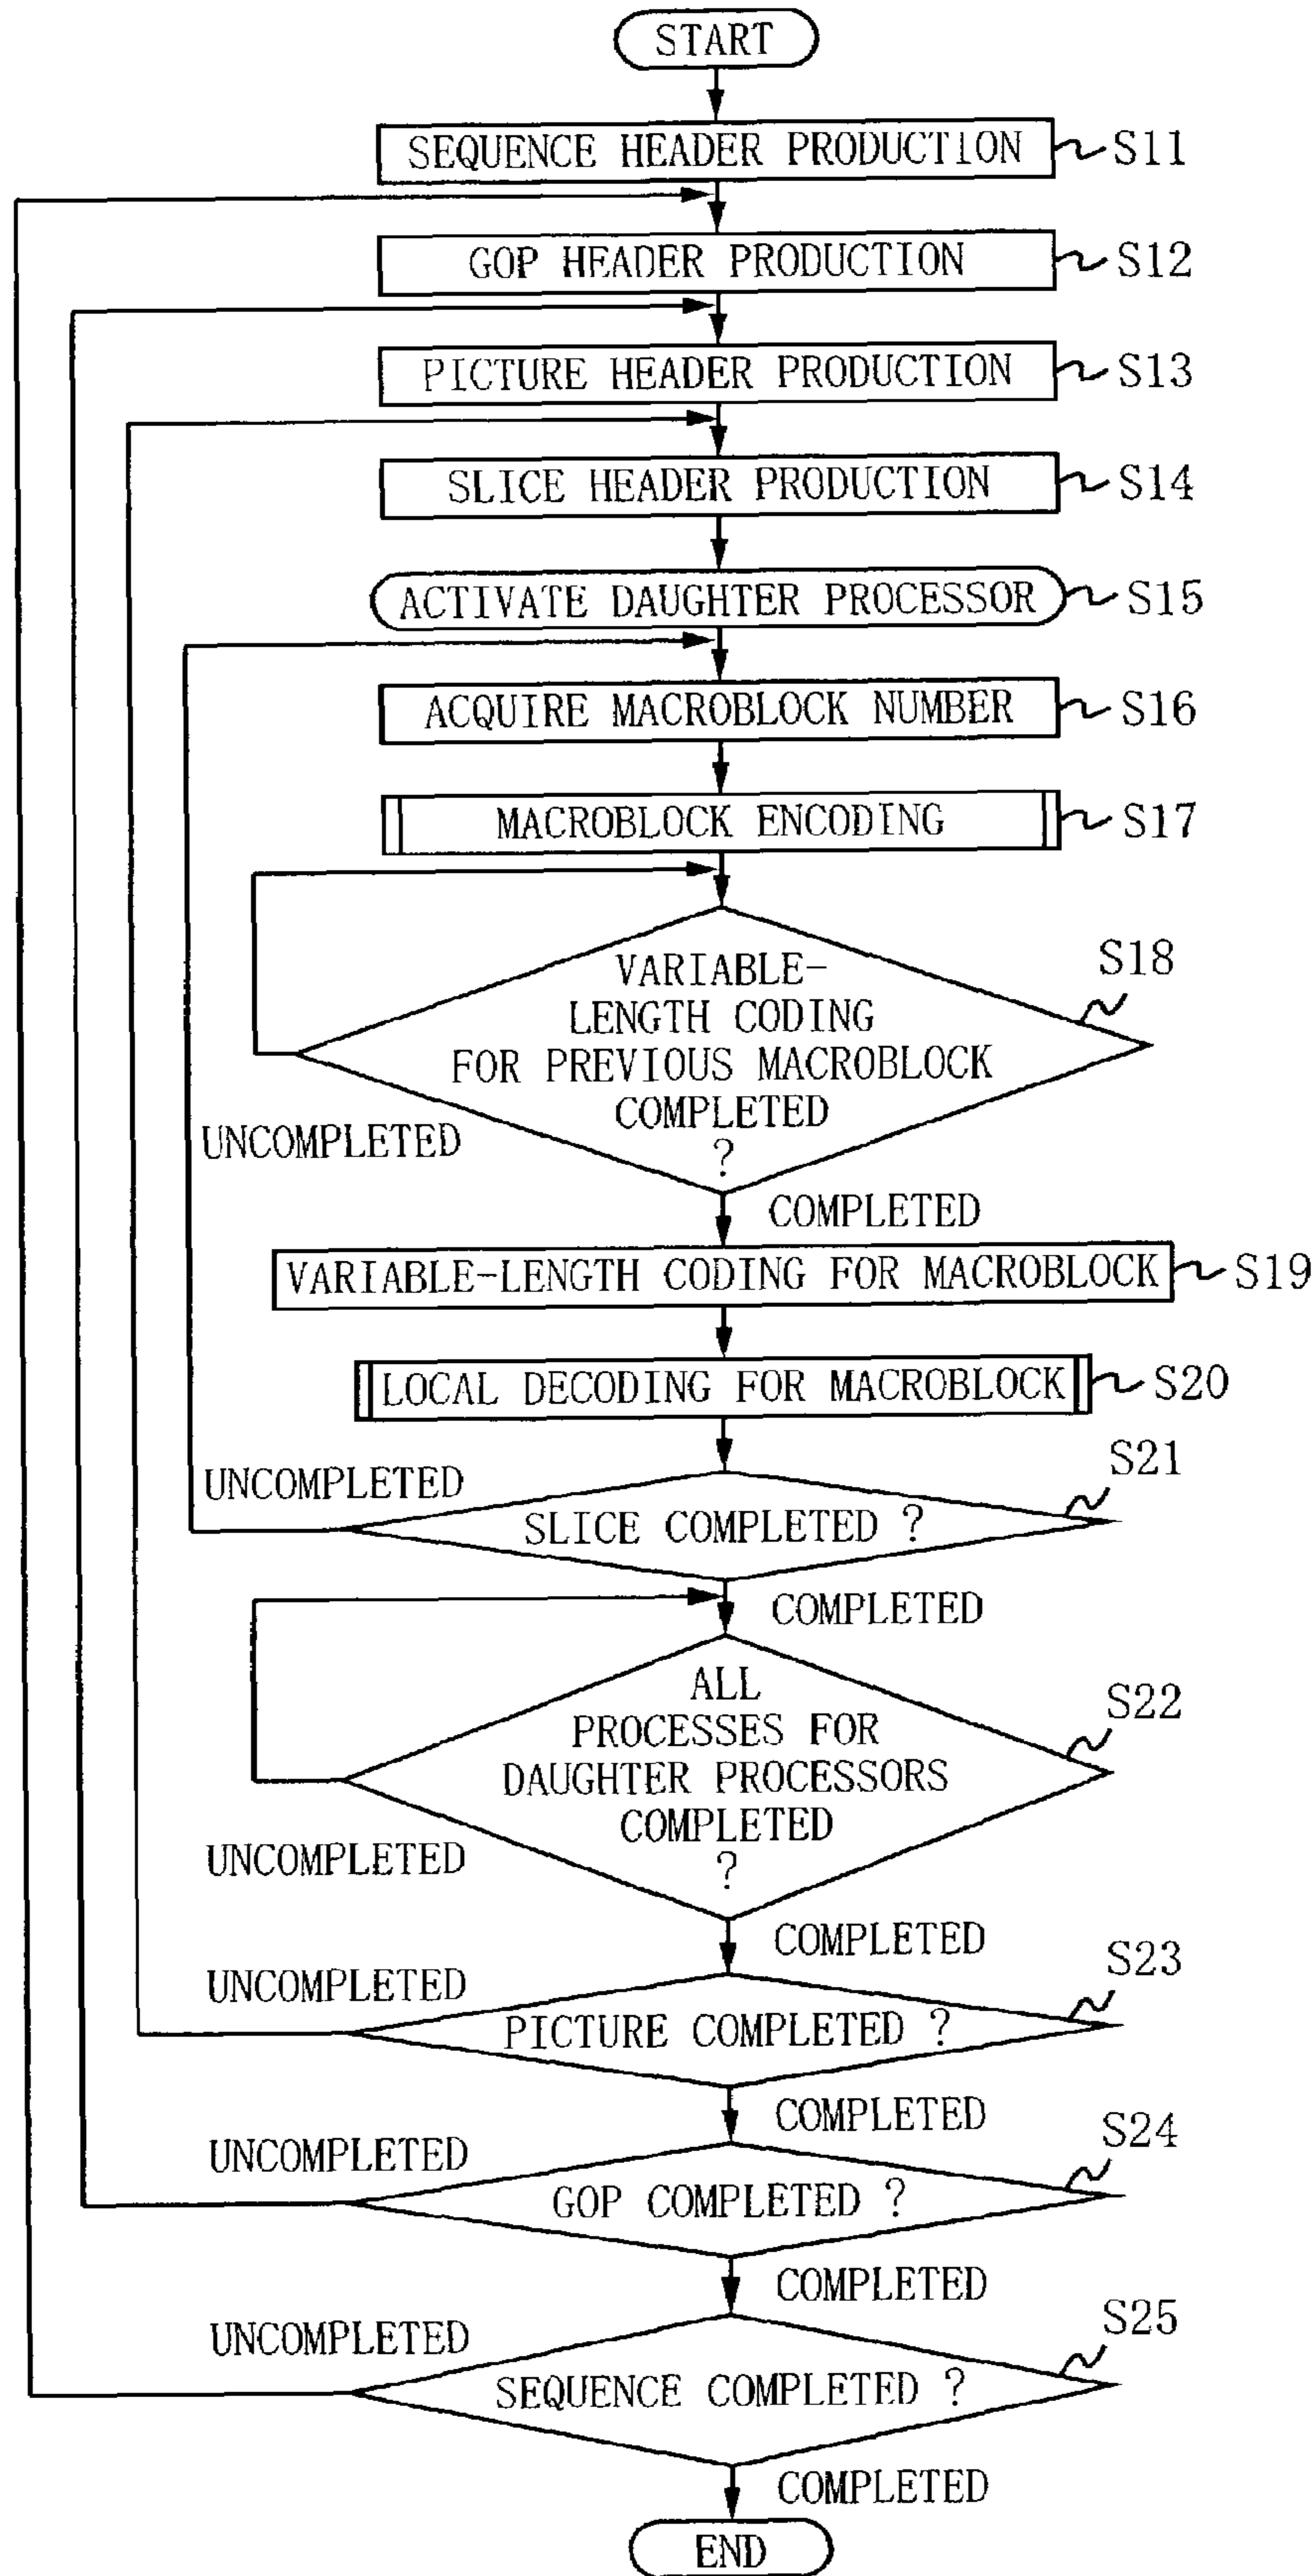 START
SEQUENCE HEADER PRODUCTION
S11
GOP HEADER PRODUCTION
S12
PICTURE HEADER PRODUCTION
S13
SLICE HEADER PRODUCTION
S14
ACTIVATE DAUGHTER PROCESSOR
S15
ACQUIRE MACROBLOCK NUMBER
S16
MACROBLOCK ENCODING
S17
VARIABLE-
LENGTH CODING
FOR PREVIOUS MACROBLOCK
COMPLETED
?
S18
UNCOMPLETED
COMPLETED
VARIABLE-LENGTH CODING FOR MACROBLOCK
S19
LOCAL DECODING FOR MACROBLOCK
S20
UNCOMPLETED
SLICE COMPLETED ?
S21
COMPLETED
ALL
PROCESSES FOR
DAUGHTER PROCESSORS
COMPLETED
?
S22
UNCOMPLETED
COMPLETED
UNCOMPLETED
PICTURE COMPLETED ?
S23
COMPLETED
UNCOMPLETED
GOP COMPLETED ?
S24
COMPLETED
UNCOMPLETED
SEQUENCE COMPLETED ?
S25
COMPLETED
END